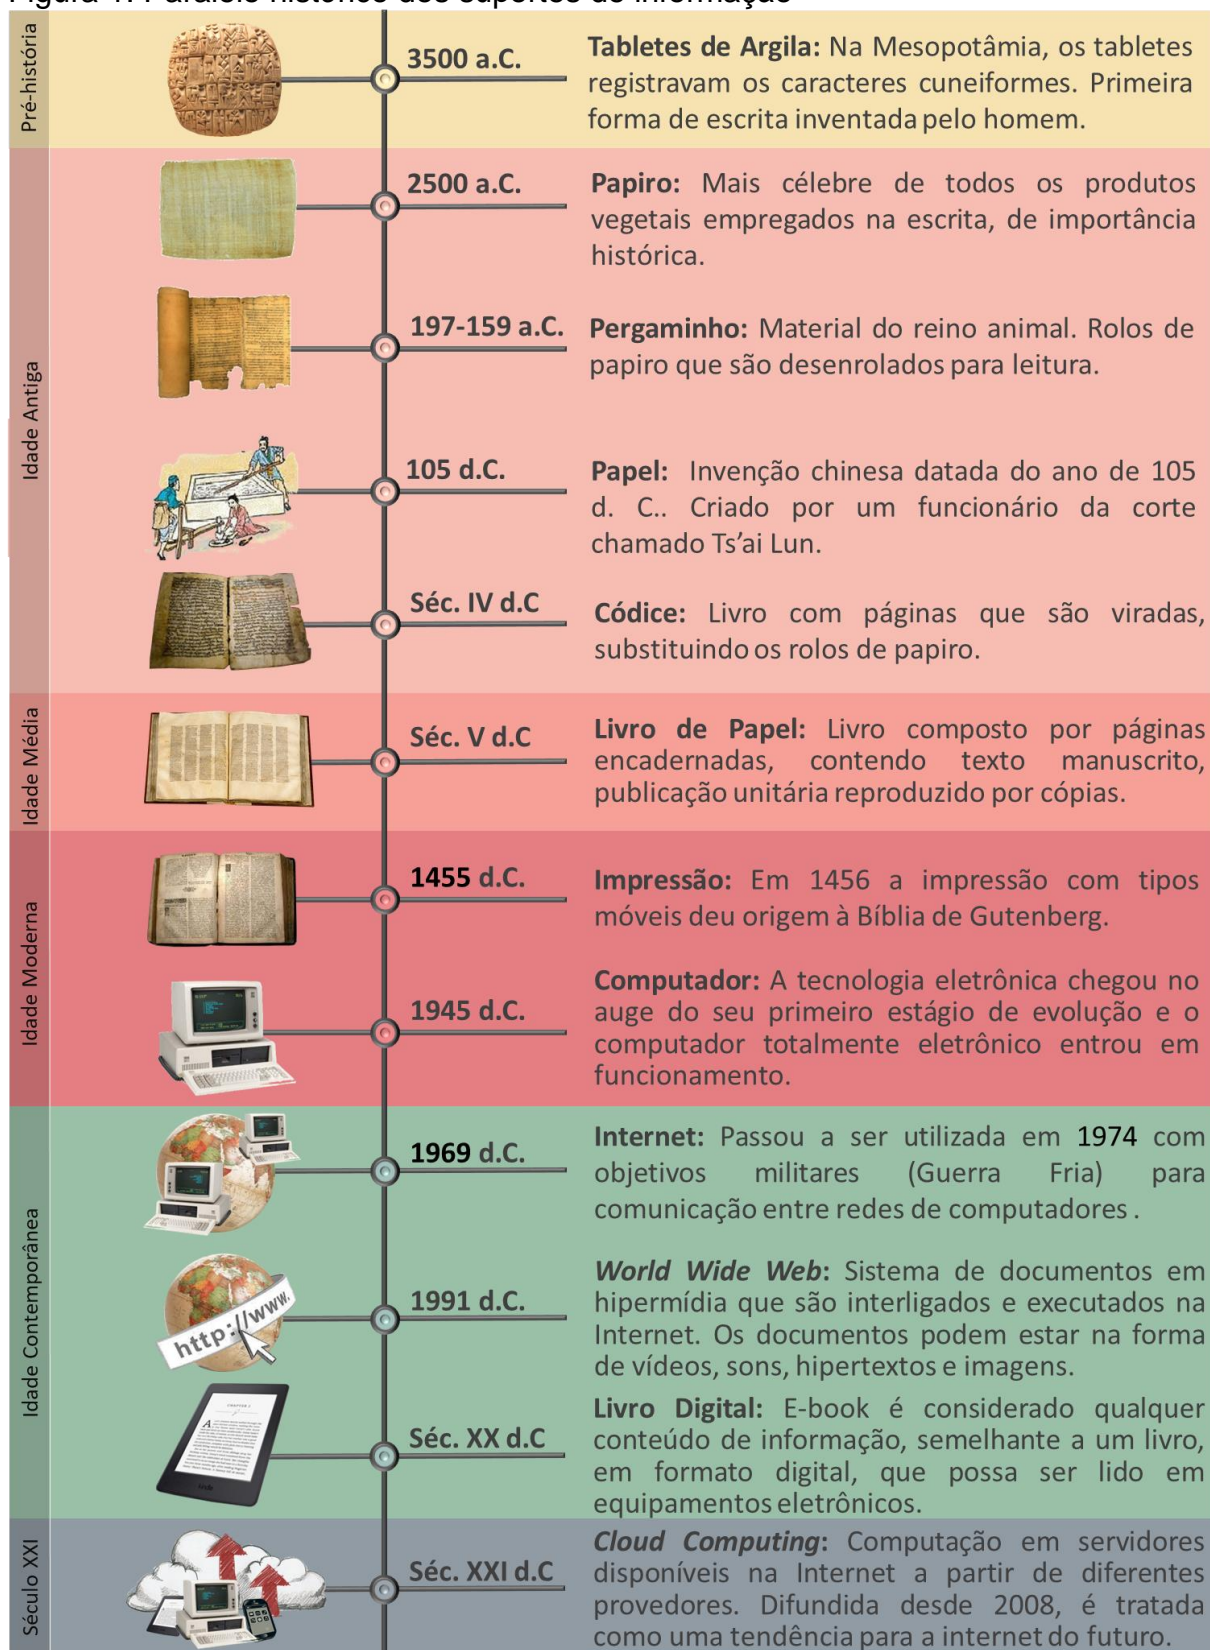 Figura 1: Paralelo histórico dos suportes de informação
Pré-história
3500 a.C.
Tabletes de Argila: Na Mesopotâmia, os tabletes
registravam os caracteres cuneiformes. Primeira
forma de escrita inventada pelo homem.
Idade Antiga
2500 a.C.
Papiro: Mais célebre de todos os produtos
vegetais empregados na escrita, de importância
histórica.
197-159 a.C.
Pergaminho: Material do reino animal. Rolos de
papiro que são desenrolados para leitura.
105 d.C.
Papel: Invenção chinesa datada do ano de 105
d. C.. Criado por um funcionário da corte
chamado Ts’ai Lun.
Séc. IV d.C
Códice: Livro com páginas que são viradas,
substituindo os rolos de papiro.
Idade Média
Séc. V d.C
Livro de Papel: Livro composto por páginas
encadernadas, contendo texto manuscrito,
publicação unitária reproduzido por cópias.
Idade Moderna
1455 d.C.
Impressão: Em 1456 a impressão com tipos
móveis deu origem à Bíblia de Gutenberg.
1945 d.C.
Computador: A tecnologia eletrônica chegou no
auge do seu primeiro estágio de evolução e o
computador totalmente eletrônico entrou em
funcionamento.
Idade Contemporânea
1969 d.C.
Internet: Passou a ser utilizada em 1974 com
objetivos militares (Guerra Fria) para
comunicação entre redes de computadores .
http://www.
1991 d.C.
World Wide Web: Sistema de documentos em
hipermídia que são interligados e executados na
Internet. Os documentos podem estar na forma
de vídeos, sons, hipertextos e imagens.
CHAPTER I
kindle
Séc. XX d.C
Livro Digital: E-book é considerado qualquer
conteúdo de informação, semelhante a um livro,
em formato digital, que possa ser lido em
equipamentos eletrônicos.
Século XXI
Séc. XXI d.C
Cloud Computing: Computação em servidores
disponíveis na Internet a partir de diferentes
provedores. Difundida desde 2008, é tratada
como uma tendência para a internet do futuro.